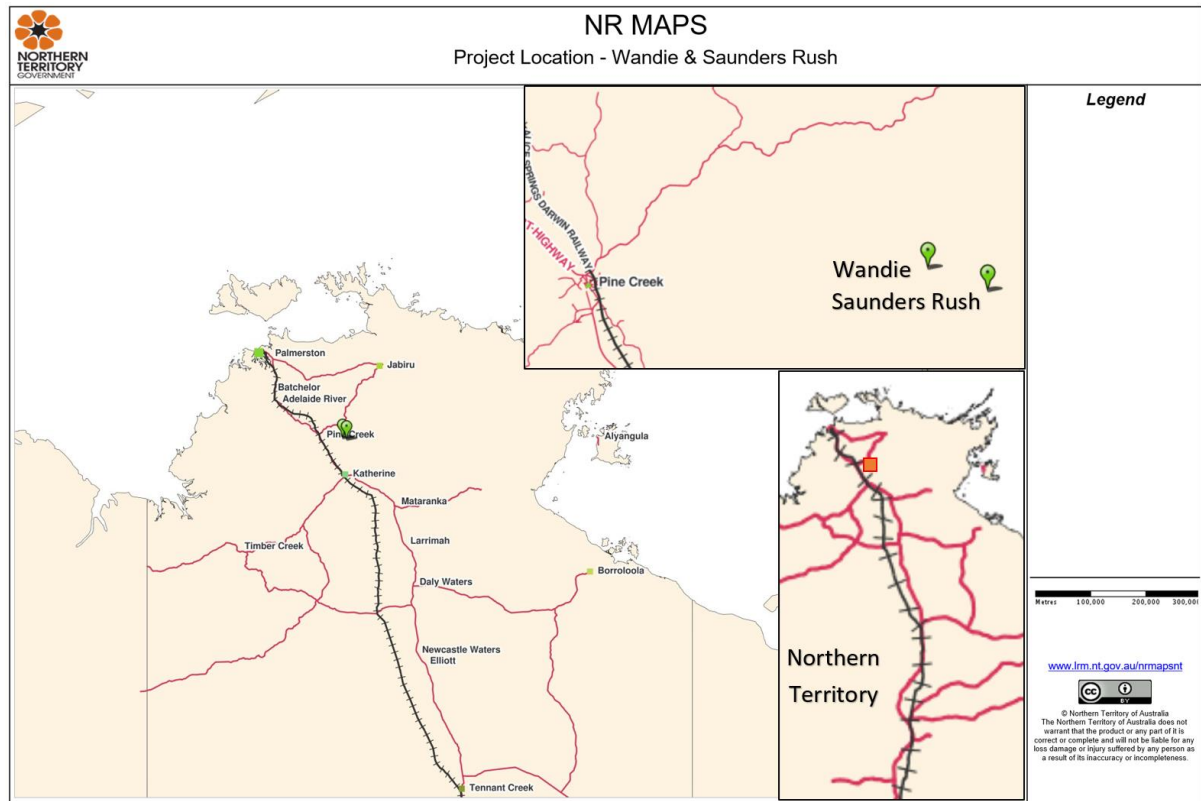 NORTHERN
TERRITORY
GOVERNMENT
NR MAPS
Project Location - Wandie & Saunders Rush
Legend
ALICE SPRINGS DARWIN RAILWAY
T HIGHWAY
Pine Creek
Wandie
Saunders Rush
Palmerston
Jabiru
Batchelor
Adelaide River
Pine Creek
Alyangula
Katherine
Mataranka
Timber Creek
Larrimah
Daly Waters
Borroloola
Newcastle Waters
Elliott
Tennant Creek
Northern
Territory
Metres 100,000 200,000 300,000
www.lrm.nt.gov.au/nrmapsnt
cc BY
© Northern Territory of Australia
The Northern Territory of Australia does not
warrant that the product or any part of it is
correct or complete and will not be liable for any
loss damage or injury suffered by any person as
a result of its inaccuracy or incompleteness.